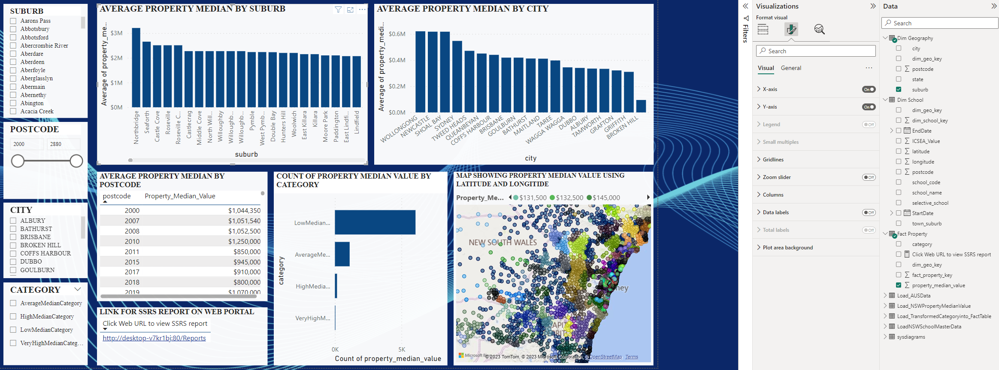 SUBURB
Aarons Pass
Abbotsbury
Abbotsford
Abercrombie River
Aberdare
Aberdeen
Aberfoyle
Aberglasslyn
Abermain
Abernethy
Abington
Acacia Creek
POSTCODE
2000 2880
CITY
ALBURY
BATHURST
BRISBANE
BROKEN HILL
COFFS HARBOUR
DUBBO
GOULBURN
CATEGORY
AverageMedianCategory
HighMedianCategory
LowMedianCategory
VeryHighMedianCateg...
AVERAGE PROPERTY MEDIAN BY SUBURB
Average of property_me...
$3M
$2M
$1M
$0M
Northbridge
Seaforth
Castle Cove
Roseville
Roseville C...
Castlecrag
Middle Cove
North Will...
Willoughby
Willoughb...
Willoughb...
Pymble
West Pymb...
Double Bay
Hunters Hill
Woolwich
East Killara
Killara
Moore Park
Paddington
East Lindfi...
Lindfield
suburb
AVERAGE PROPERTY MEDIAN BY CITY
Average of property_medi...
$0.6M
$0.4M
$0.2M
$0.0M
WOLLONGONG
NEWCASTLE
SHOAL BAY
SYDNEY
TWEED HEADS
QUEANBEYAN
COFFS HARBOUR
BRISBANE
GOULBURN
BATHURST
MAITLAND
TAREE
WAGGA WAGGA
DUBBO
ALBURY
TAMWORTH
GRAFTON
GRIFFITH
BROKEN HILL
city
AVERAGE PROPERTY MEDIAN BY
POSTCODE
postcode Property_Median_Value
2000 $1,044,350
2007 $1,051,540
2008 $1,052,500
2010 $1,250,000
2011 $850,000
2015 $945,000
2017 $910,000
2018 $800,000
2019 $1,070,000
LINK FOR SSRS REPORT ON WEB PORTAL
Click Web URL to view SSRS report
http://desktop-v7kr1bj:80/Reports
COUNT OF PROPERTY MEDIAN VALUE BY
CATEGORY
category
LowMedian...
AverageMe...
HighMedia...
VeryHighM...
0K 5K
Count of property_median_value
MAP SHOWING PROPERTY MEDIAN VALUE USING
LATITUDE AND LONGITIDE
Property_Me... $131,500 $132,500 $145,000
NEW SOUTH WALES
© 2023 TomTom, © 2023 Microsoft Corporation, © OpenStreetMap Terms
Filters
Visualizations
Format visual
Search
Visual General ...
X-axis On
Y-axis On
Legend Off
Small multiples
Gridlines
Zoom slider Off
Columns
Data labels Off
Total labels Off
Plot area background
Data
Search
Dim Geography
city
dim_geo_key
postcode
state
suburb
Dim School
dim_geo_key
dim_school_key
EndDate
ICSEA_Value
latitude
longitude
postcode
school_code
school_name
selective_school
StartDate
town_suburb
Fact Property
category
Click Web URL to view SSRS report
dim_geo_key
fact_property_key
property_median_value
Load_AUSData
Load_NSWPropertyMedianValue
Load_TransformedCategoryinto_FactTable
LoadNSWSchoolMasterData
sysdiagrams